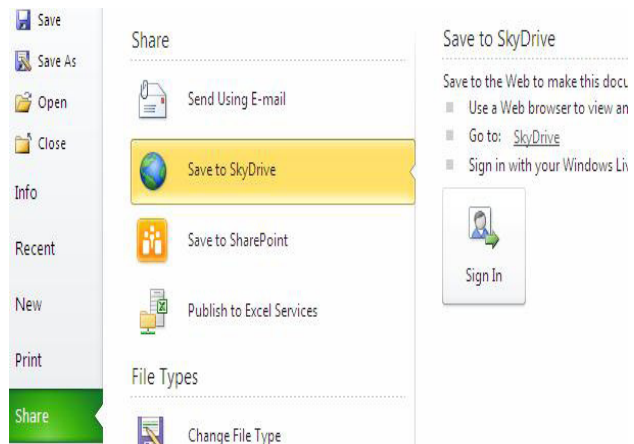 Save
Save As
Open
Close
Info
Recent
New
Print
Share
Share
Send Using E-mail
Save to SkyDrive
Save to SharePoint
Publish to Excel Services
File Types
Change File Type
Save to SkyDrive
Save to the Web to make this docu
Use a Web browser to view an
Go to: SkyDrive
Sign in with your Windows Liv
Sign In